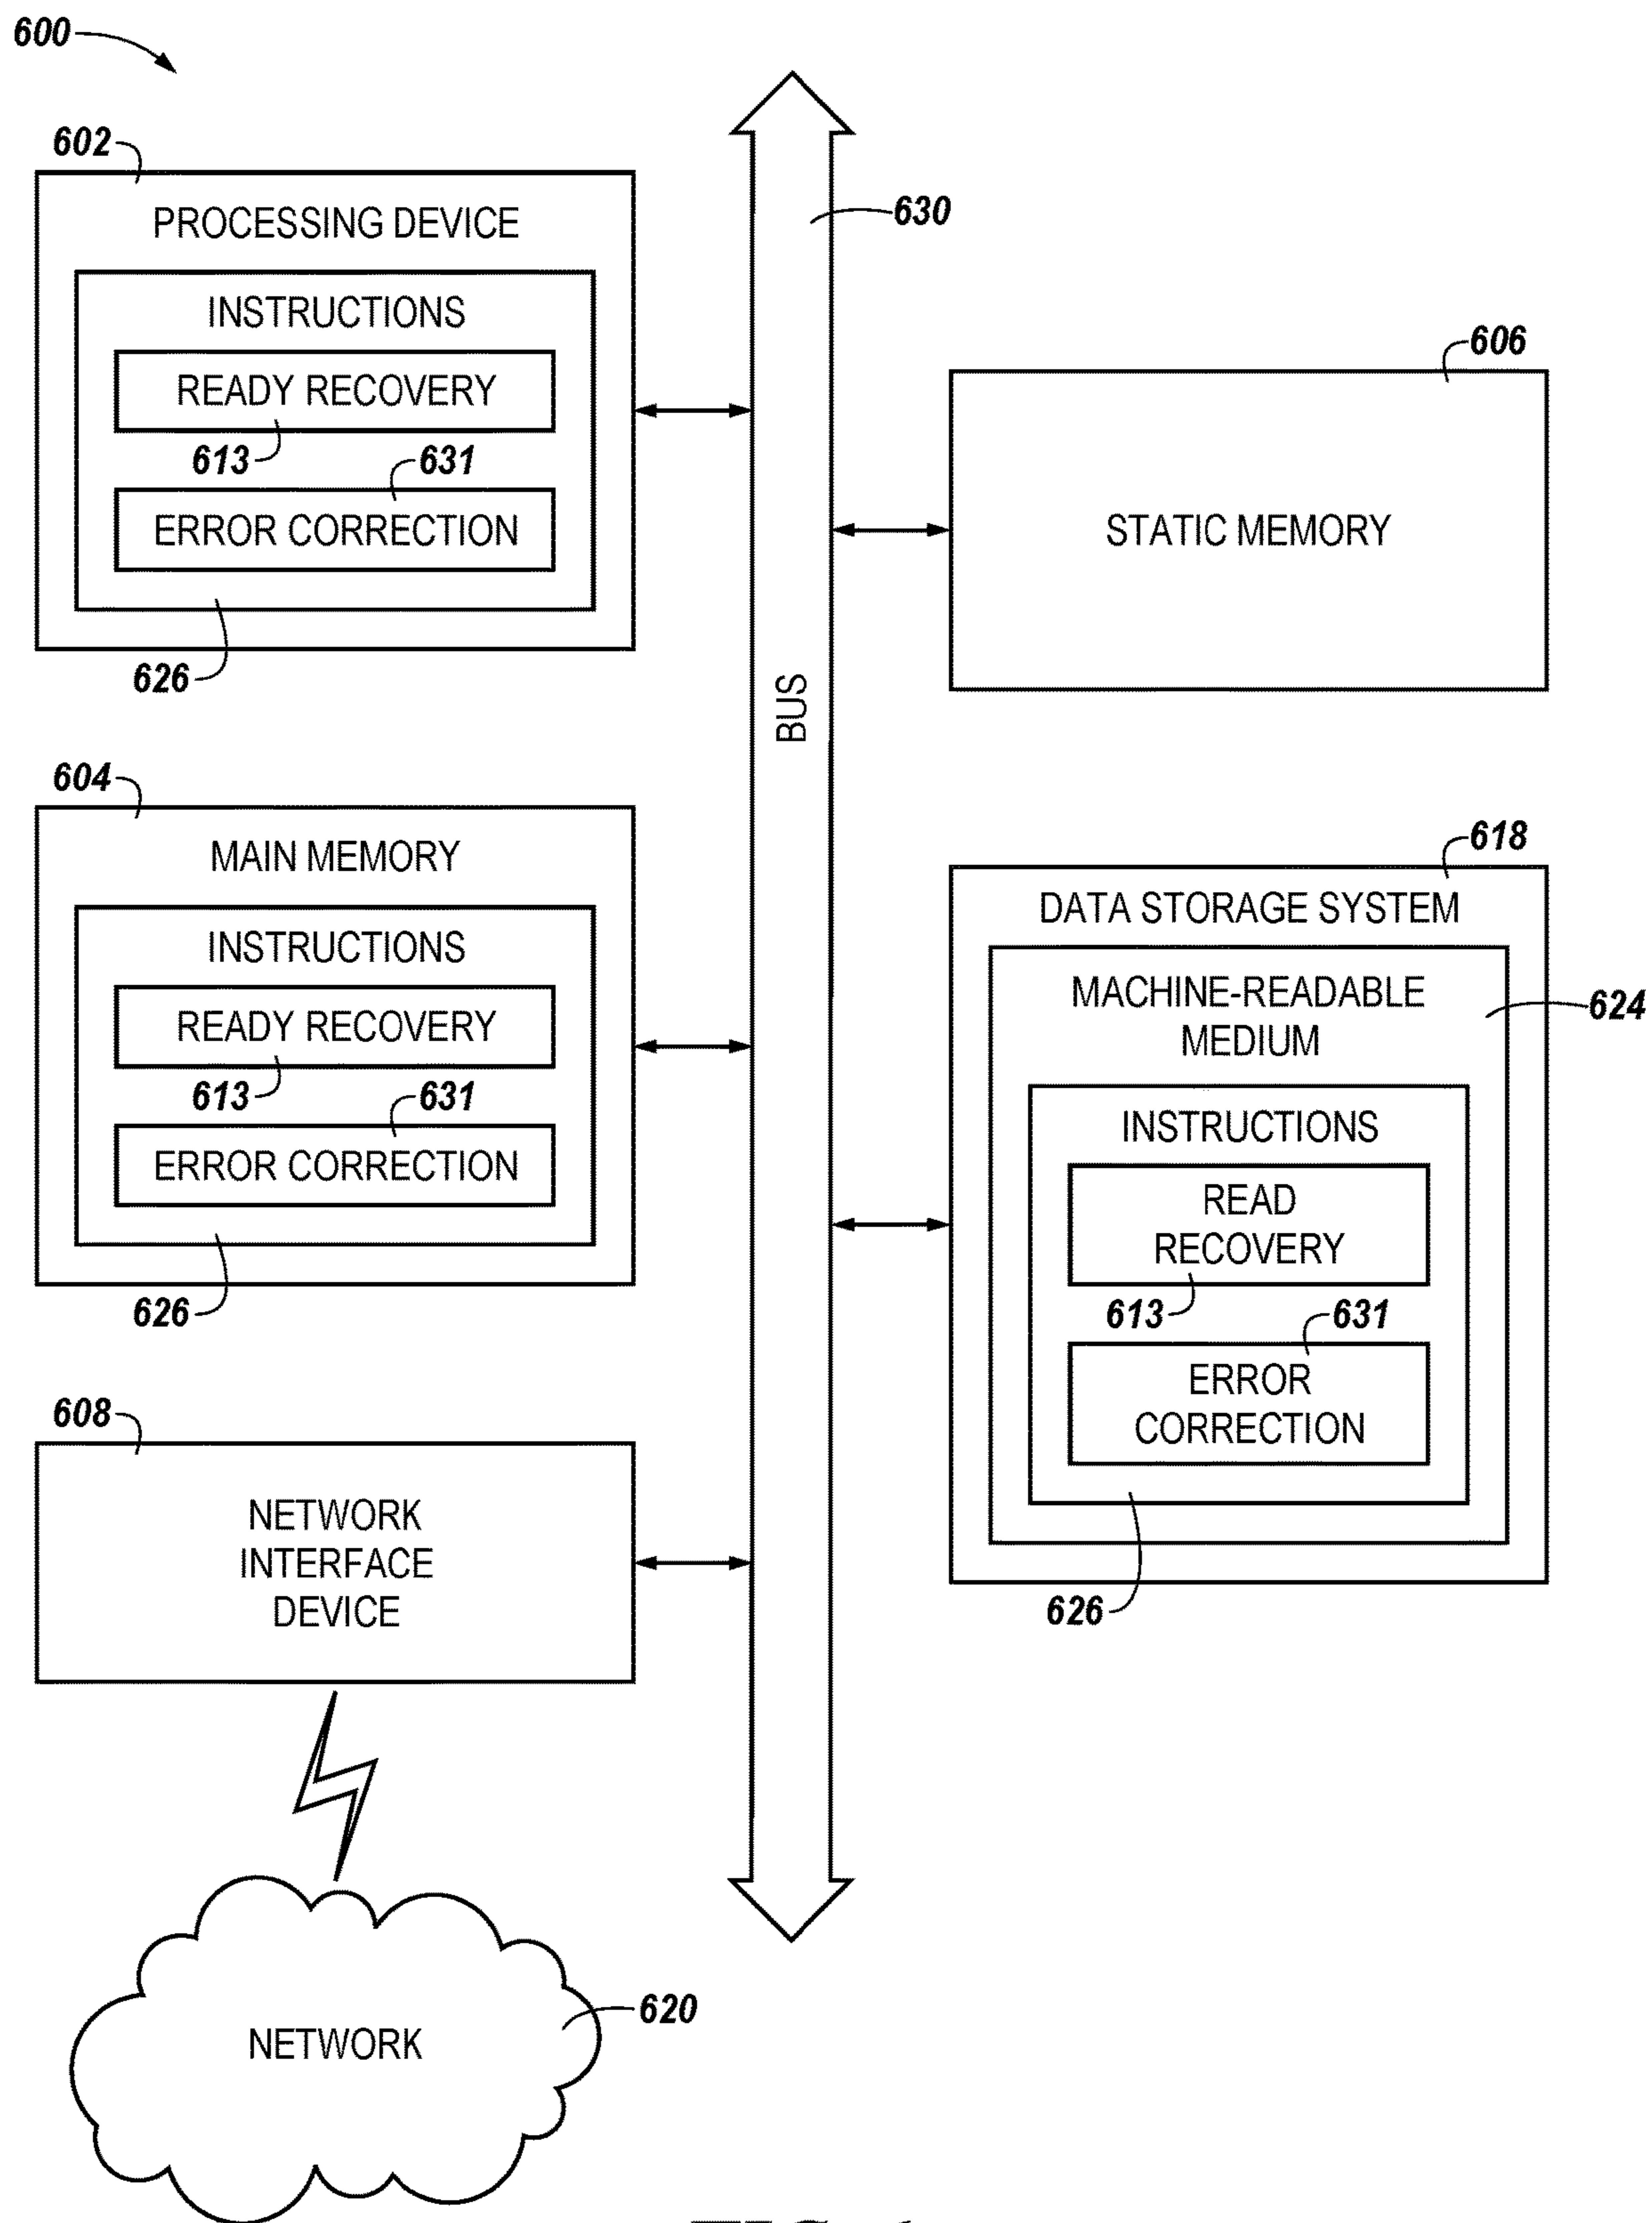 600
602
PROCESSING DEVICE
INSTRUCTIONS
READY RECOVERY
613
631
ERROR CORRECTION
626
630
BUS
606
STATIC MEMORY
604
MAIN MEMORY
INSTRUCTIONS
READY RECOVERY
613
631
ERROR CORRECTION
626
618
DATA STORAGE SYSTEM
MACHINE-READABLE
MEDIUM
624
INSTRUCTIONS
READ
RECOVERY
613
631
ERROR
CORRECTION
626
608
NETWORK
INTERFACE
DEVICE
NETWORK
620